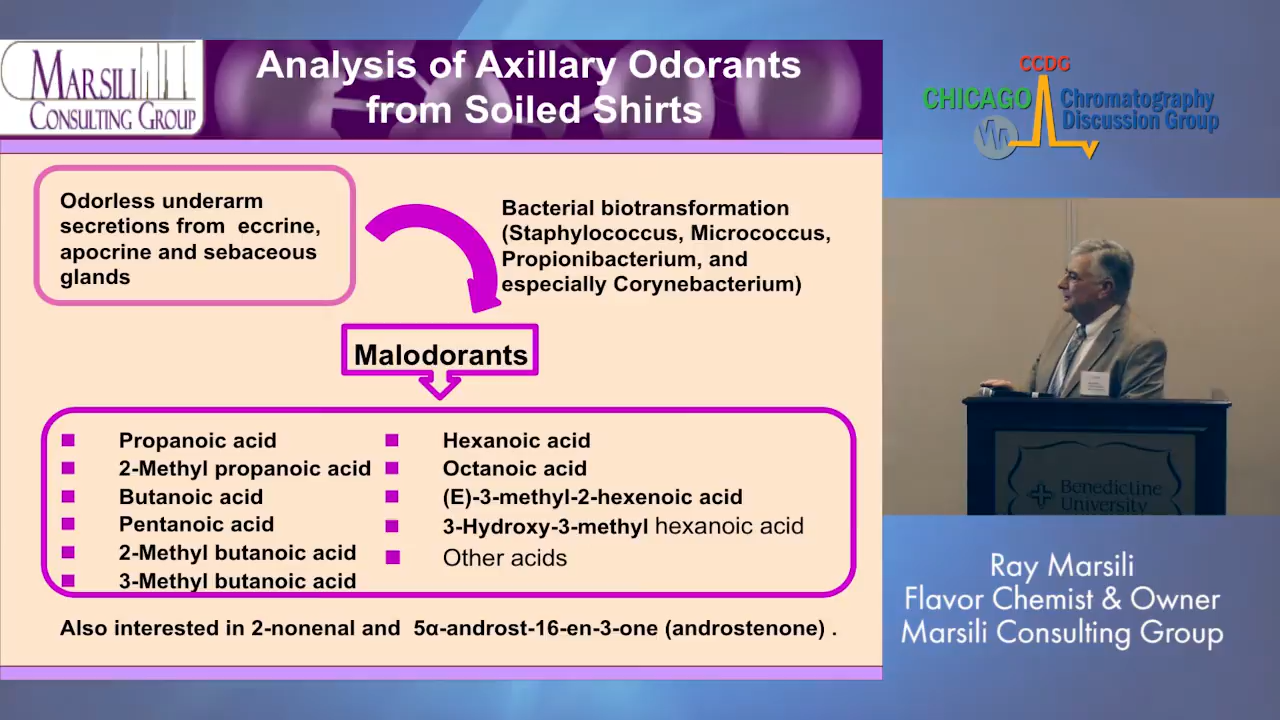 MARSILI
CONSULTING GROUP
Analysis of Axillary Odorants
from Soiled Shirts
CCDG
CHICAGO
Chromatography
Discussion Group
Odorless underarm
secretions from eccrine,
apocrine and sebaceous
glands
Bacterial biotransformation
(Staphylococcus, Micrococcus,
Propionibacterium, and
especially Corynebacterium)
Malodorants
Propanoic acid
2-Methyl propanoic acid
Butanoic acid
Pentanoic acid
2-Methyl butanoic acid
3-Methyl butanoic acid
Hexanoic acid
Octanoic acid
(E)-3-methyl-2-hexenoic acid
3-Hydroxy-3-methyl hexanoic acid
Other acids
Also interested in 2-nonenal and 5α-androst-16-en-3-one (androstenone) .
Benedictine
University
Ray Marsili
Flavor Chemist & Owner
Marsili Consulting Group